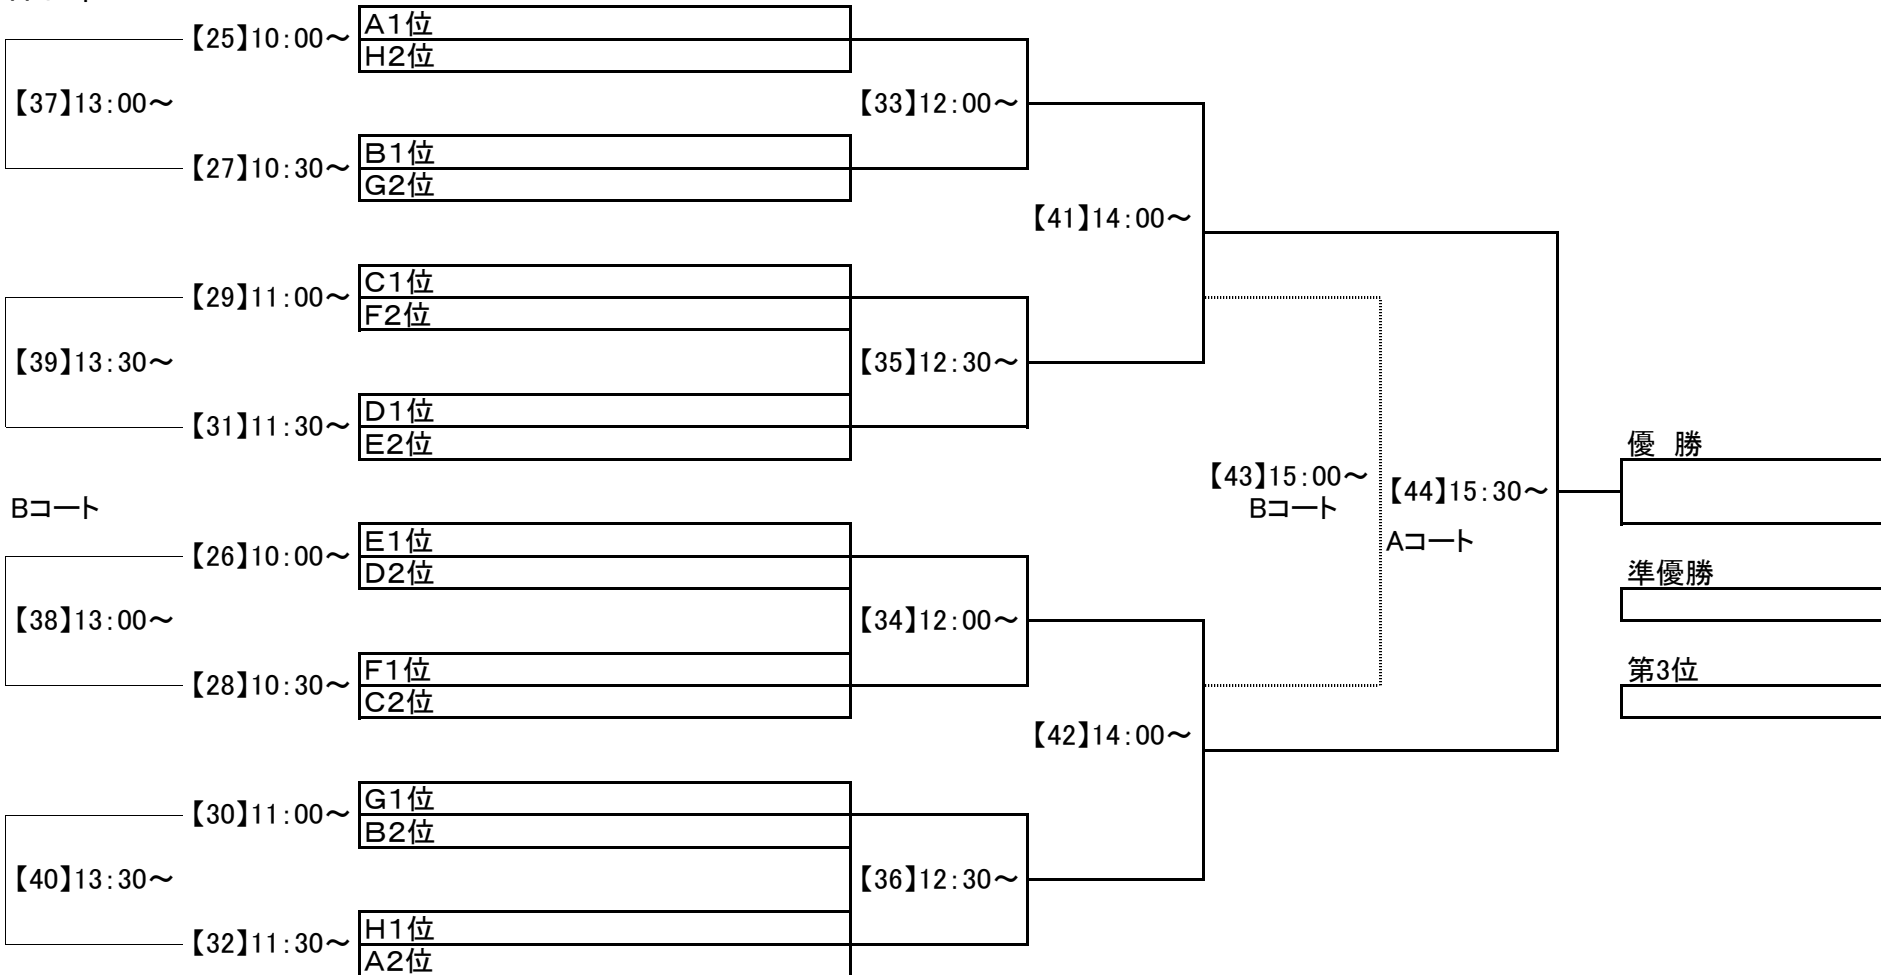 【25】10:00～ A1位
H2位
【37】13:00～ 【33】12:00～
【27】10:30～ B1位
G2位
【41】14:00～
【29】11:00～ C1位
F2位
【39】13:30～ 【35】12:30～
【31】11:30～ D1位
E2位
優 勝
【43】15:00～ 【44】15:30～
Bコート Bコート
Aコート
【26】10:00～ E1位
D2位
準優勝
【38】13:00～ 【34】12:00～
【28】10:30～ F1位
第3位
C2位
【42】14:00～
【30】11:00～ G1位
B2位
【40】13:30～ 【36】12:30～
【32】11:30～ H1位
A2位